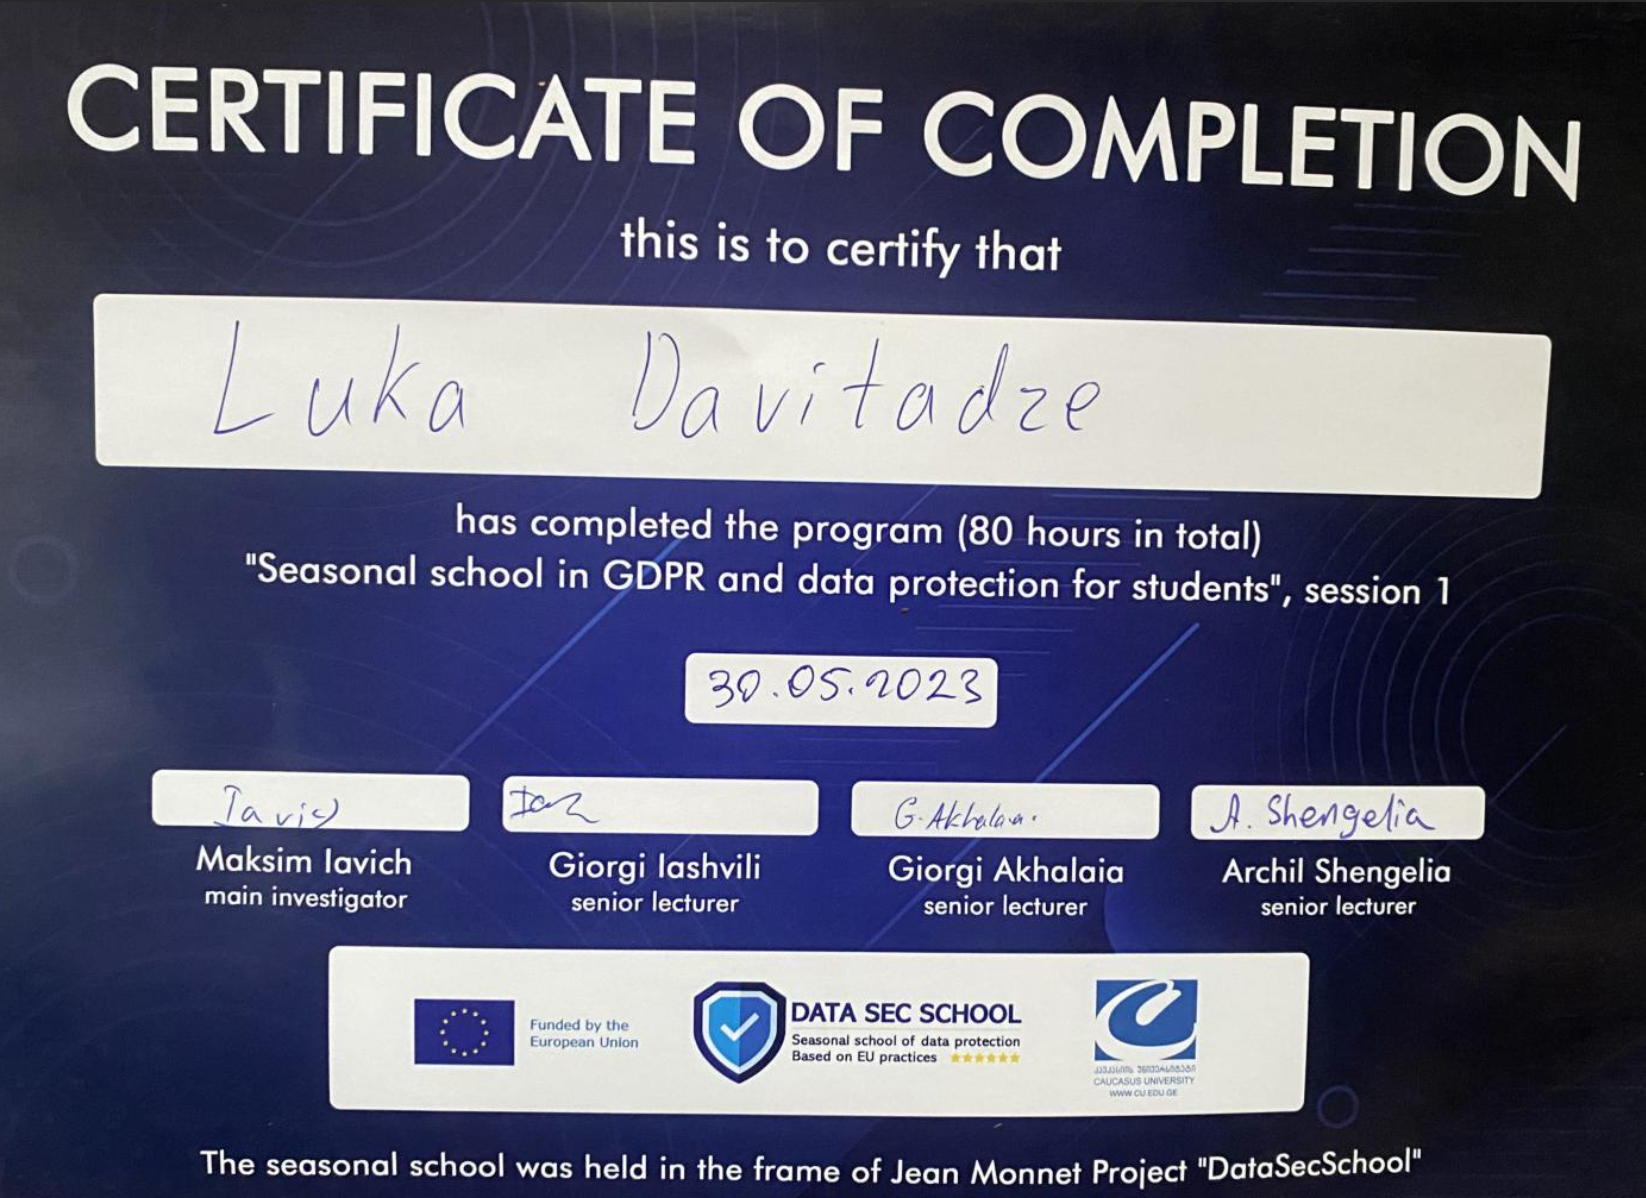 CERTIFICATE OF COMPLETION
this is to certify that
Luka Davitadze
has completed the program (80 hours in total)
"Seasonal school in GDPR and data protection for students", session 1
30.05.2023
Iavich
G. Akhalaia
A. Shengelia
Maksim Iavich
main investigator
Giorgi Iashvili
senior lecturer
Giorgi Akhalaia
senior lecturer
Archil Shengelia
senior lecturer
Funded by the
European Union
DATA SEC SCHOOL
Seasonal school of data protection
Based on EU practices
კავკასიის უნივერსიტეტი
CAUCASUS UNIVERSITY
WWW.CU.EDU.GE
The seasonal school was held in the frame of Jean Monnet Project "DataSecSchool"